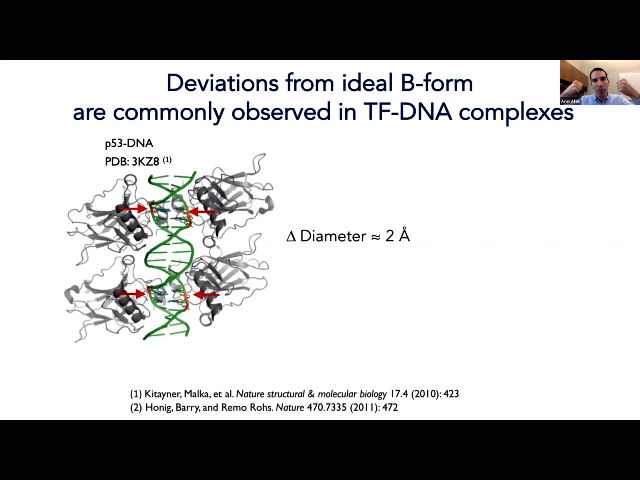 Deviations from ideal B-form
are commonly observed in TF-DNA complexes
p53-DNA
PDB: 3KZ8 (1)
Δ Diameter ≈ 2 Å
(1) Kitayner, Malka, et al. Nature structural & molecular biology 17.4 (2010): 423
(2) Honig, Barry, and Remo Rohs. Nature 470.7335 (2011): 472